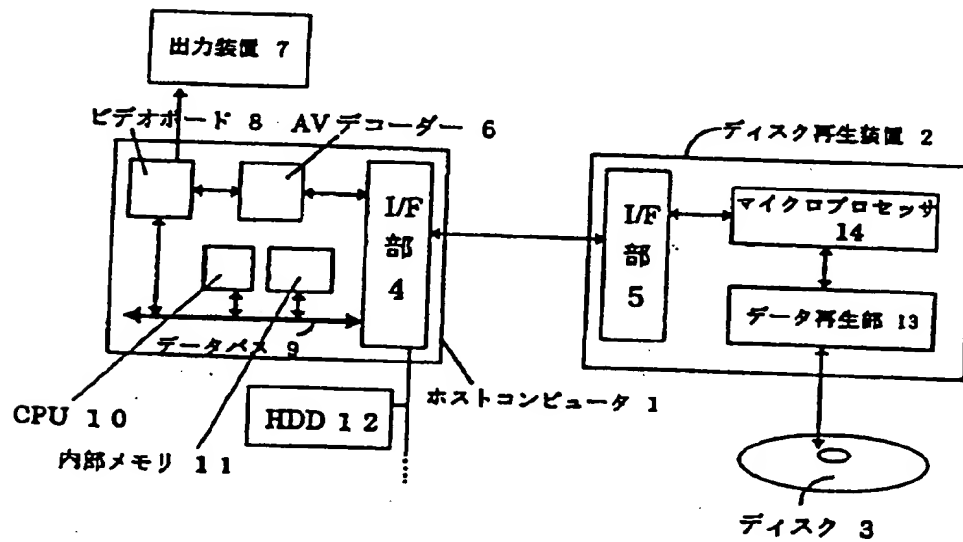 出力装置 7
ビデオボード 8 AVデコーダー 6
ディスク再生装置 2
I/F
部
4
I/F
部
5
マイクロプロセッサ
14
データ再生部 13
データバス 9
CPU 10
HDD 12
ホストコンピュータ 1
内部メモリ 11
ディスク 3